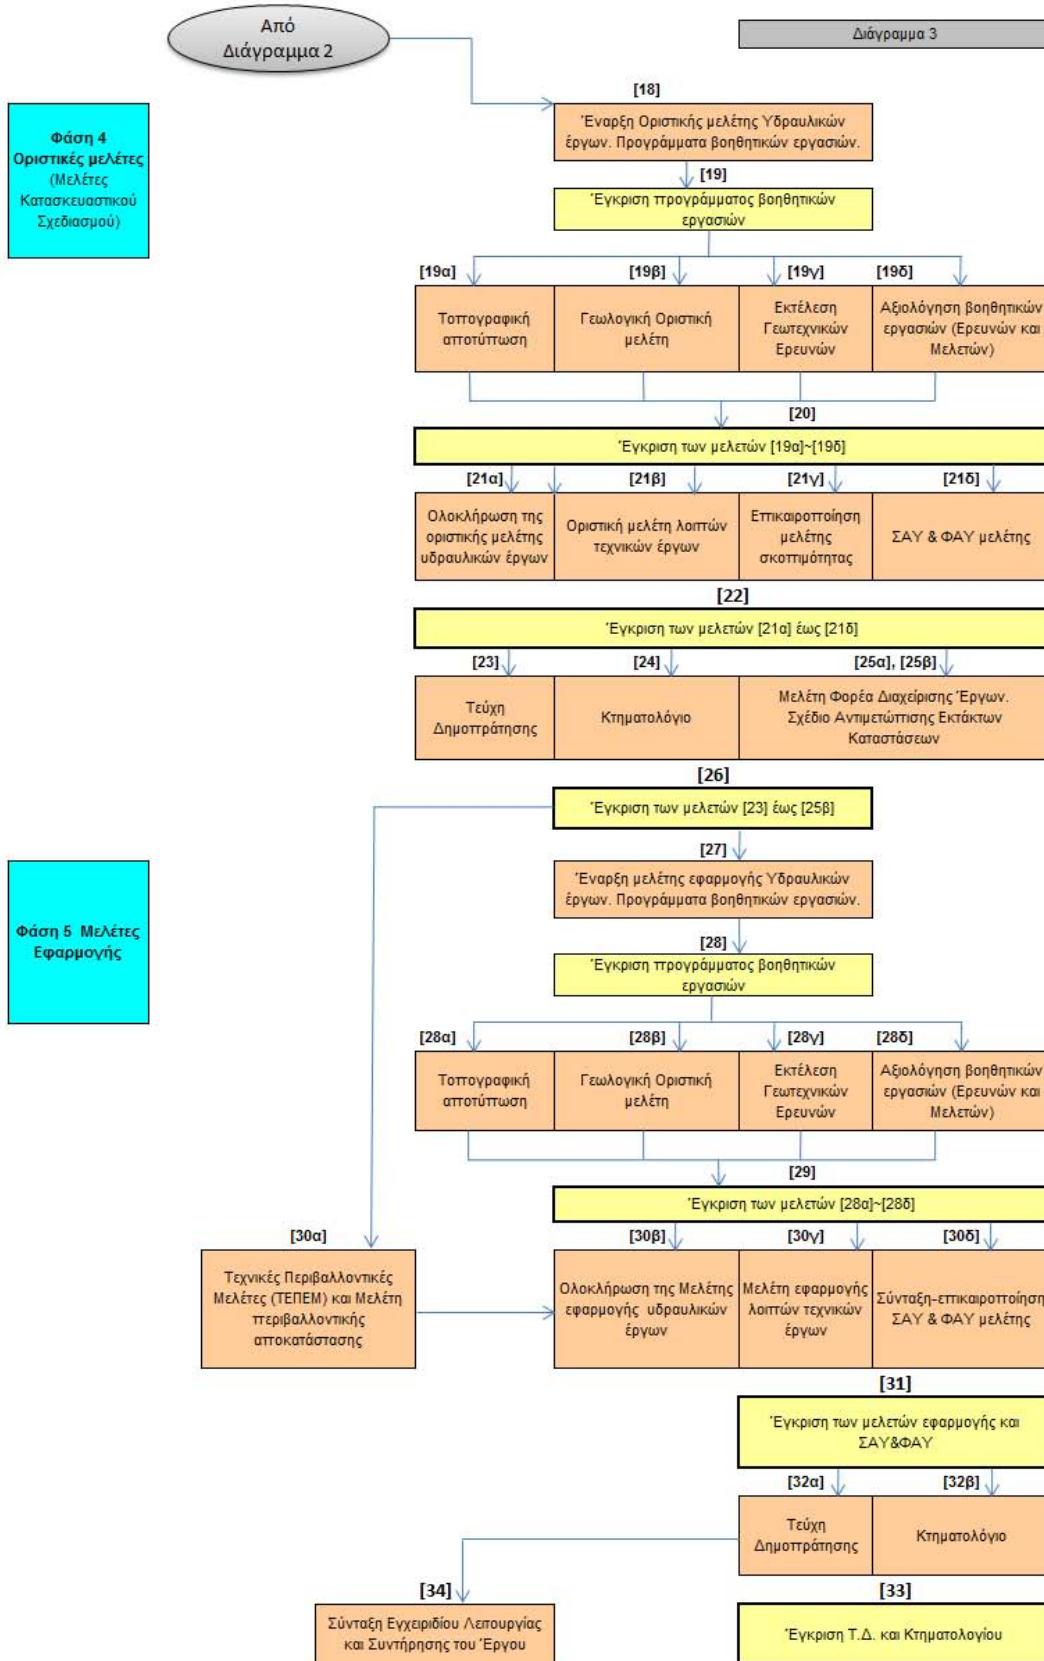 Από
Διάγραμμα 2
Διάγραμμα 3
[18]
Φάση 4
Οριστικές μελέτες
(Μελέτες
Κατασκευαστικού
Σχεδιασμού)
Έναρξη Οριστικής μελέτης Υδραυλικών
έργων. Προγράμματα βοηθητικών εργασιών.
[19]
Έγκριση προγράμματος βοηθητικών
εργασιών
[19α]
[19β]
[19γ]
[19δ]
Τοπογραφική
αποτύπωση
Γεωλογική Οριστική
μελέτη
Εκτέλεση
Γεωτεχνικών
Ερευνών
Αξιολόγηση βοηθητικών
εργασιών (Ερευνών και
Μελετών)
[20]
Έγκριση των μελετών [19α]~[19δ]
[21α]
[21β]
[21γ]
[21δ]
Ολοκλήρωση της
οριστικής μελέτης
υδραυλικών έργων
Οριστική μελέτη λοιπών
τεχνικών έργων
Επικαιροποίηση
μελέτης
σκοπιμότητας
ΣΑΥ & ΦΑΥ μελέτης
[22]
Έγκριση των μελετών [21α] έως [21δ]
[23]
[24]
[25α], [25β]
Τεύχη
Δημοπράτησης
Κτηματολόγιο
Μελέτη Φορέα Διαχείρισης Έργων.
Σχέδιο Αντιμετώπισης Εκτάκτων
Καταστάσεων
[26]
Έγκριση των μελετών [23] έως [25β]
[27]
Φάση 5 Μελέτες
Εφαρμογής
Έναρξη μελέτης εφαρμογής Υδραυλικών
έργων. Προγράμματα βοηθητικών εργασιών.
[28]
Έγκριση προγράμματος βοηθητικών
εργασιών
[28α]
[28β]
[28γ]
[28δ]
Τοπογραφική
αποτύπωση
Γεωλογική Οριστική
μελέτη
Εκτέλεση
Γεωτεχνικών
Ερευνών
Αξιολόγηση βοηθητικών
εργασιών (Ερευνών και
Μελετών)
[29]
Έγκριση των μελετών [28α]~[28δ]
[30α]
[30β]
[30γ]
[30δ]
Τεχνικές Περιβαλλοντικές
Μελέτες (ΤΕΠΕΜ) και Μελέτη
περιβαλλοντικής
αποκατάστασης
Ολοκλήρωση της Μελέτης
εφαρμογής υδραυλικών
έργων
Μελέτη εφαρμογής
λοιπών τεχνικών
έργων
Σύνταξη-επικαιροποίηση
ΣΑΥ & ΦΑΥ μελέτης
[31]
Έγκριση των μελετών εφαρμογής και
ΣΑΥ&ΦΑΥ
[32α]
[32β]
Τεύχη
Δημοπράτησης
Κτηματολόγιο
[34]
[33]
Σύνταξη Εγχειριδίου Λειτουργίας
και Συντήρησης του Έργου
Έγκριση Τ.Δ. και Κτηματολογίου